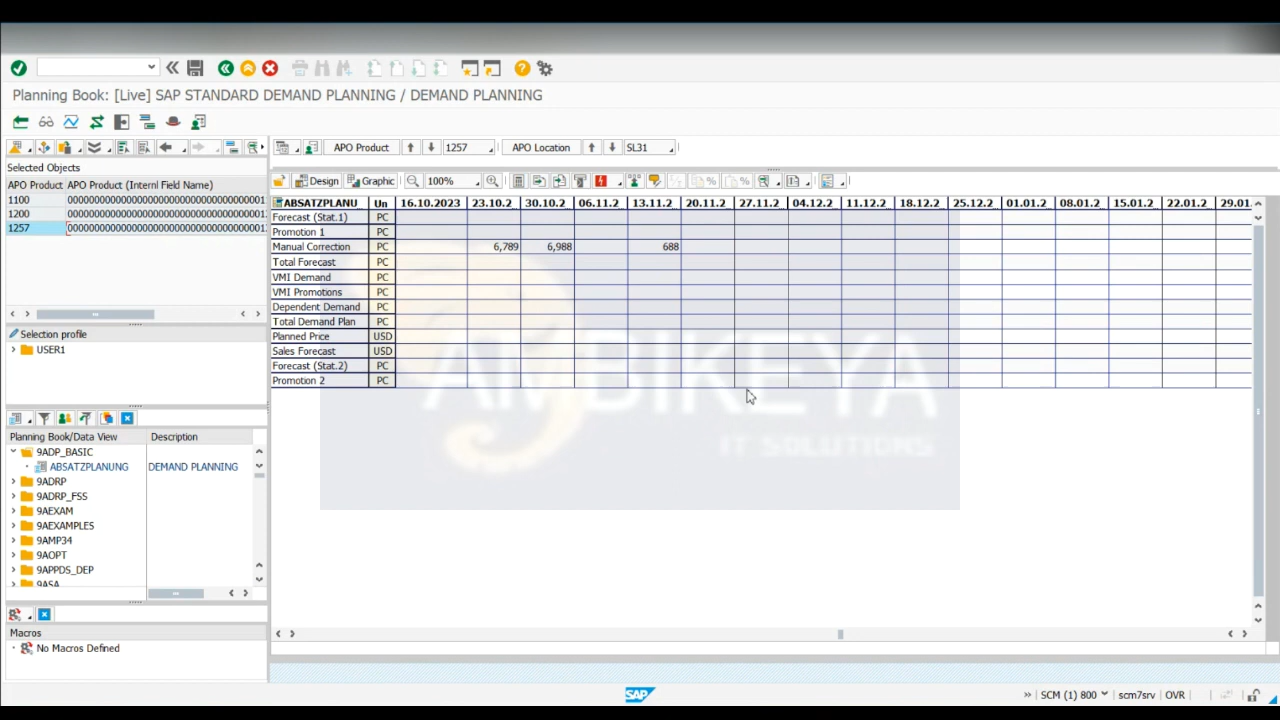 Planning Book: [Live] SAP STANDARD DEMAND PLANNING / DEMAND PLANNING
Selected Objects
APO Product APO Product (Internl Field Name)
1100 0000000000000000000000000000000000001
1200
1257
Selection profile
USER1
Planning Book/Data View Description
9ADP_BASIC
ABSATZPLANUNG DEMAND PLANNING
9ADRP
9ADRP_FSS
9AEXAM
9AEXAMPLES
9AMP34
9AOPT
9APPDS_DEP
9ASA
Macros
No Macros Defined
APO Product 1257 APO Location SL31
Design Graphic 100%
ABSATZPLANU Un 16.10.2023 23.10.2 30.10.2 06.11.2 13.11.2 20.11.2 27.11.2 04.12.2 11.12.2 18.12.2 25.12.2 01.01.2 08.01.2 15.01.2 22.01.2 29.01.
Forecast (Stat.1) PC
Promotion 1 PC
Manual Correction PC 6,789 6,988 688
Total Forecast PC
VMI Demand PC
VMI Promotions PC
Dependent Demand PC
Total Demand Plan PC
Planned Price USD
Sales Forecast USD
Forecast (Stat.2) PC
Promotion 2 PC
IT SOLUTIONS
SAP
SCM (1) 800 scm7srv OVR